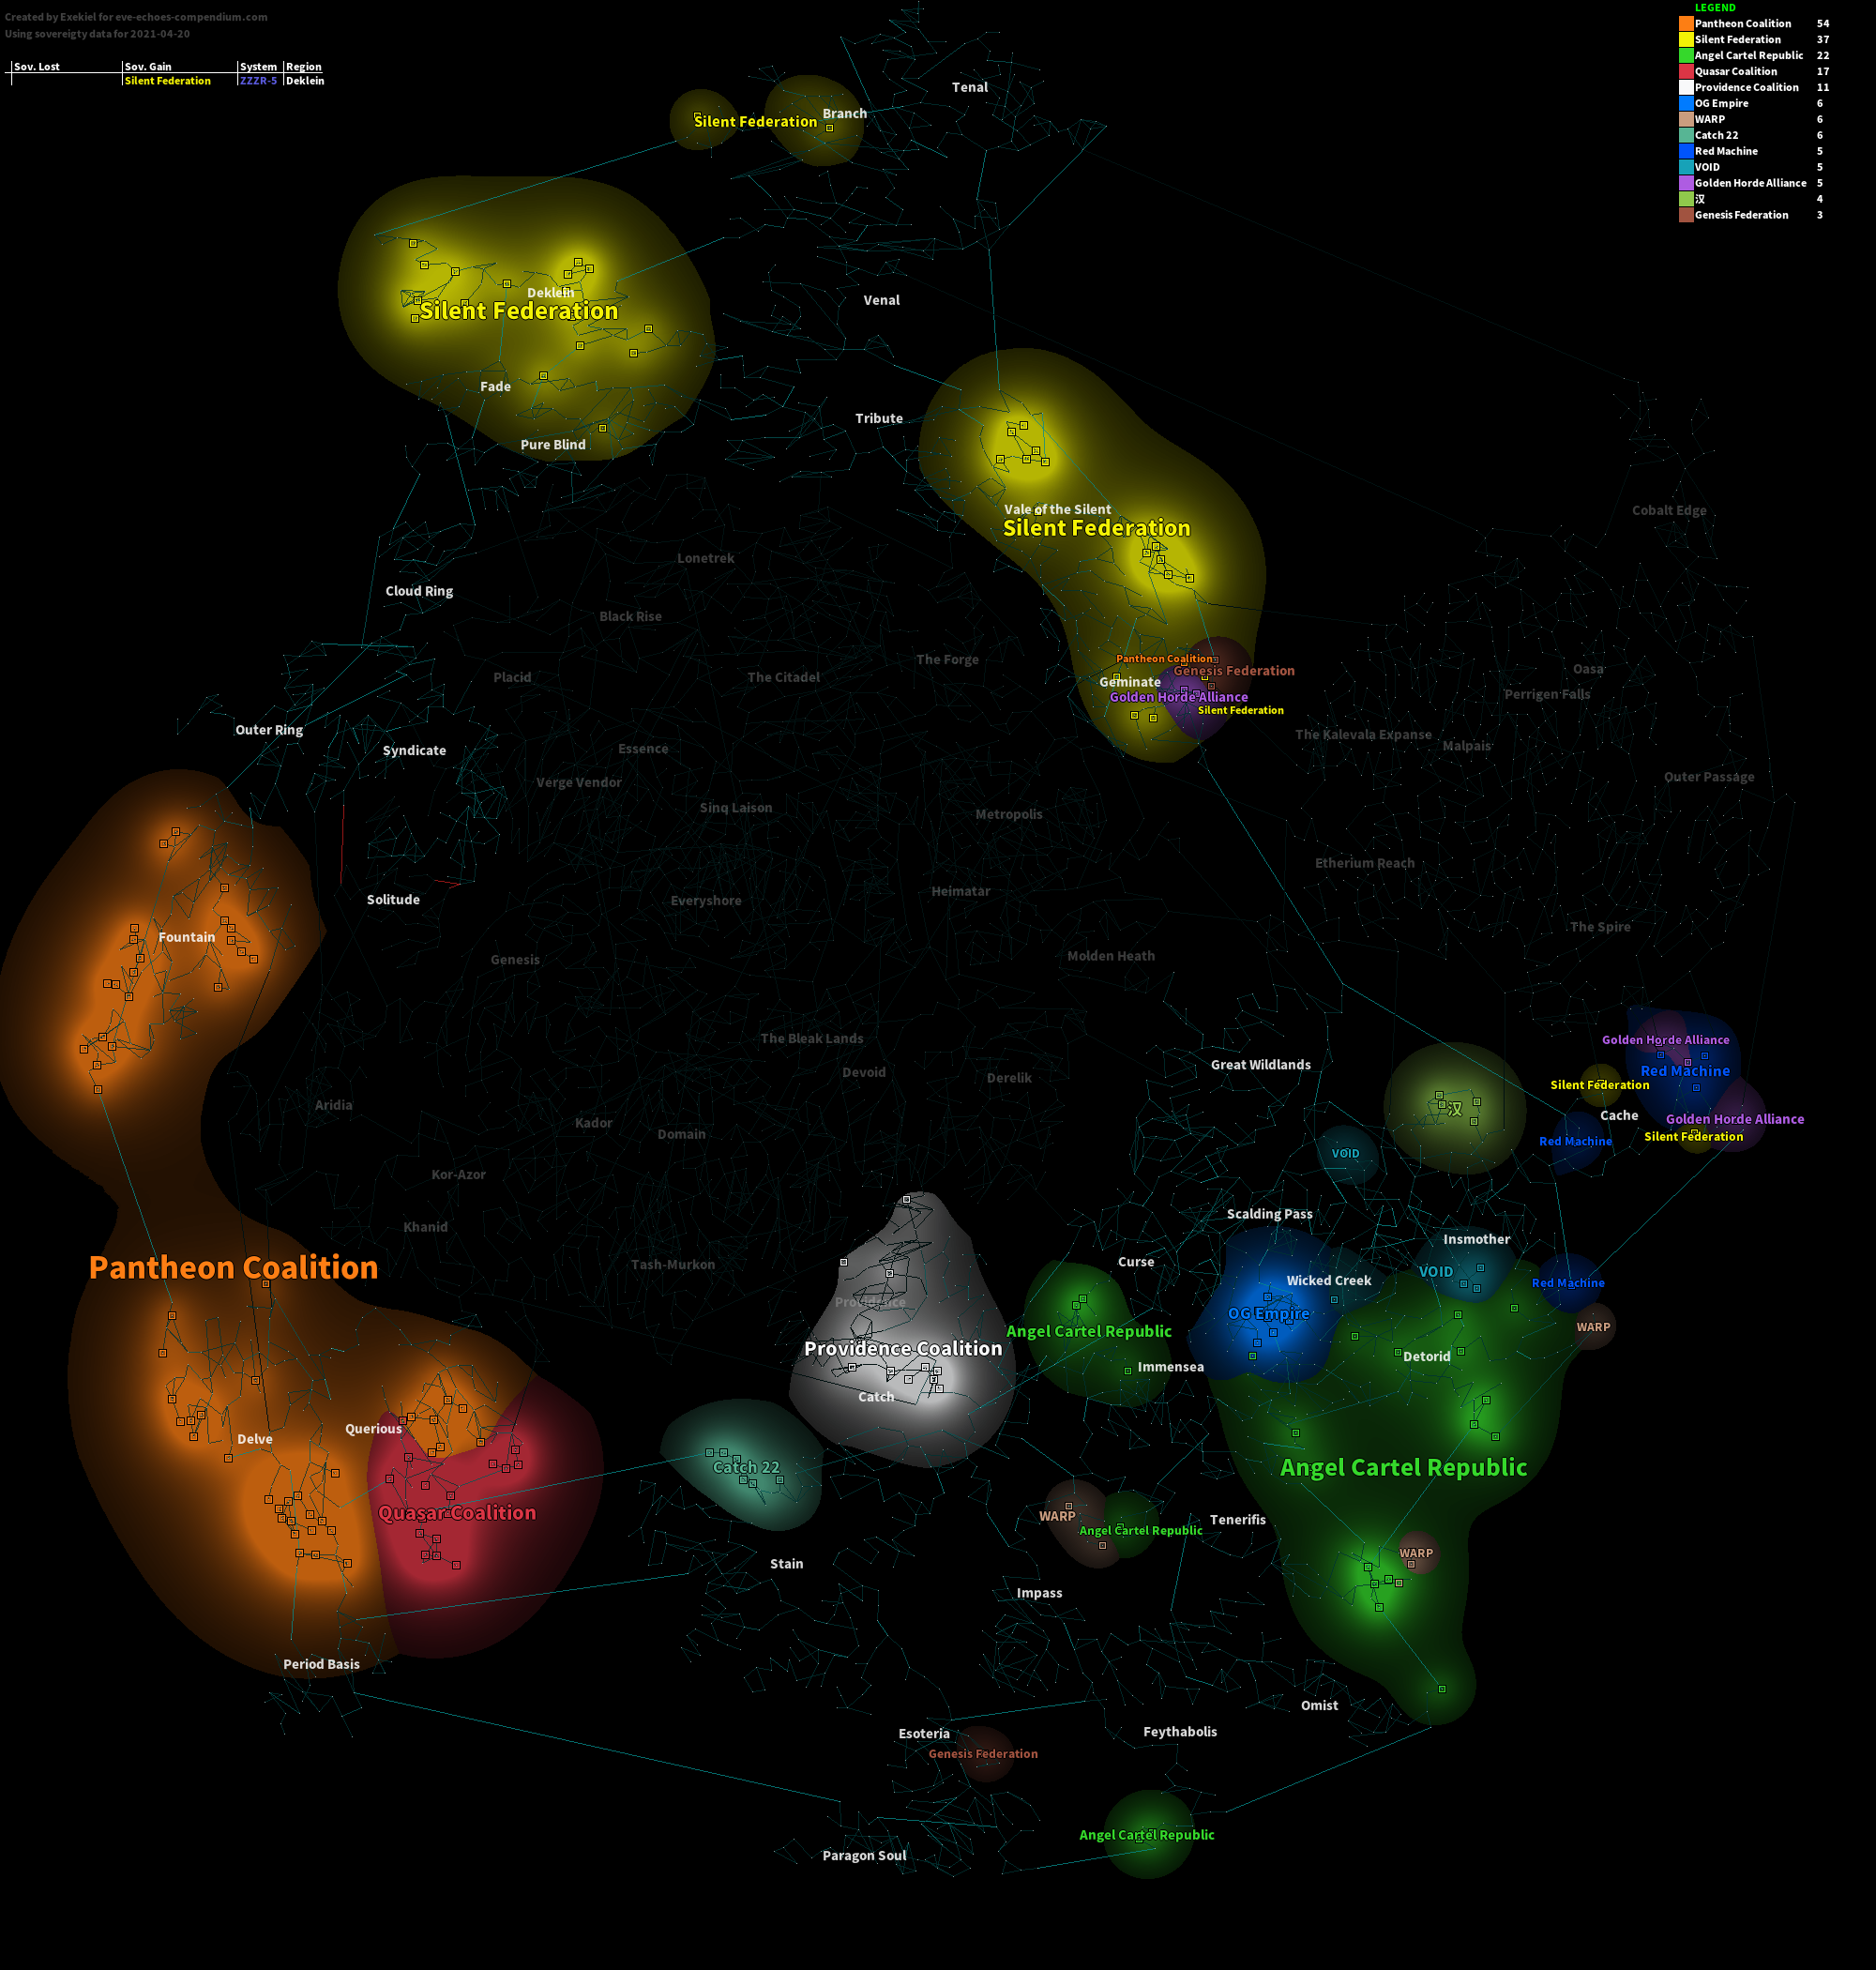 Created by Exekiel for eve-echoes-compendium.com
Using sovereigty data for 2021-04-20
Sov. Lost Sov. Gain System Region
Silent Federation ZZZR-5 Deklein
LEGEND
Pantheon Coalition 54
Silent Federation 37
Angel Cartel Republic 22
Quasar Coalition 17
Providence Coalition 11
OG Empire 6
WARP 6
Catch 22 6
Red Machine 5
VOID 5
Golden Horde Alliance 5
汉 4
Genesis Federation 3
Tenal
Branch
Silent Federation
Deklein
Silent Federation
Venal
Fade
Tribute
Pure Blind
Vale of the Silent
Silent Federation
Cobalt Edge
Lonetrek
Cloud Ring
Black Rise
The Forge
Pantheon Coalition
Genesis Federation
Oasa
Placid
The Citadel
Geminate
Perrigen Falls
Golden Horde Alliance
Silent Federation
Outer Ring
Syndicate
Essence
The Kalevala Expanse
Malpais
Outer Passage
Verge Vendor
Sinq Laison
Metropolis
Etherium Reach
Heimatar
Solitude
Everyshore
The Spire
Fountain
Genesis
Molden Heath
The Bleak Lands
Golden Horde Alliance
Great Wildlands
Red Machine
Devoid
Derelik
Silent Federation
Aridia
汉
Cache
Golden Horde Alliance
Kador
Domain
Silent Federation
Red Machine
VOID
Kor-Azor
Scalding Pass
Khanid
Insmother
Pantheon Coalition
Tash-Murkon
Curse
VOID
Wicked Creek
Red Machine
Providence
OG Empire
WARP
Angel Cartel Republic
Providence Coalition
Detorid
Immensea
Catch
Querious
Delve
Catch 22
Angel Cartel Republic
Quasar Coalition
WARP
Tenerifis
Angel Cartel Republic
WARP
Stain
Impass
Period Basis
Omist
Esoteria
Feythabolis
Genesis Federation
Angel Cartel Republic
Paragon Soul